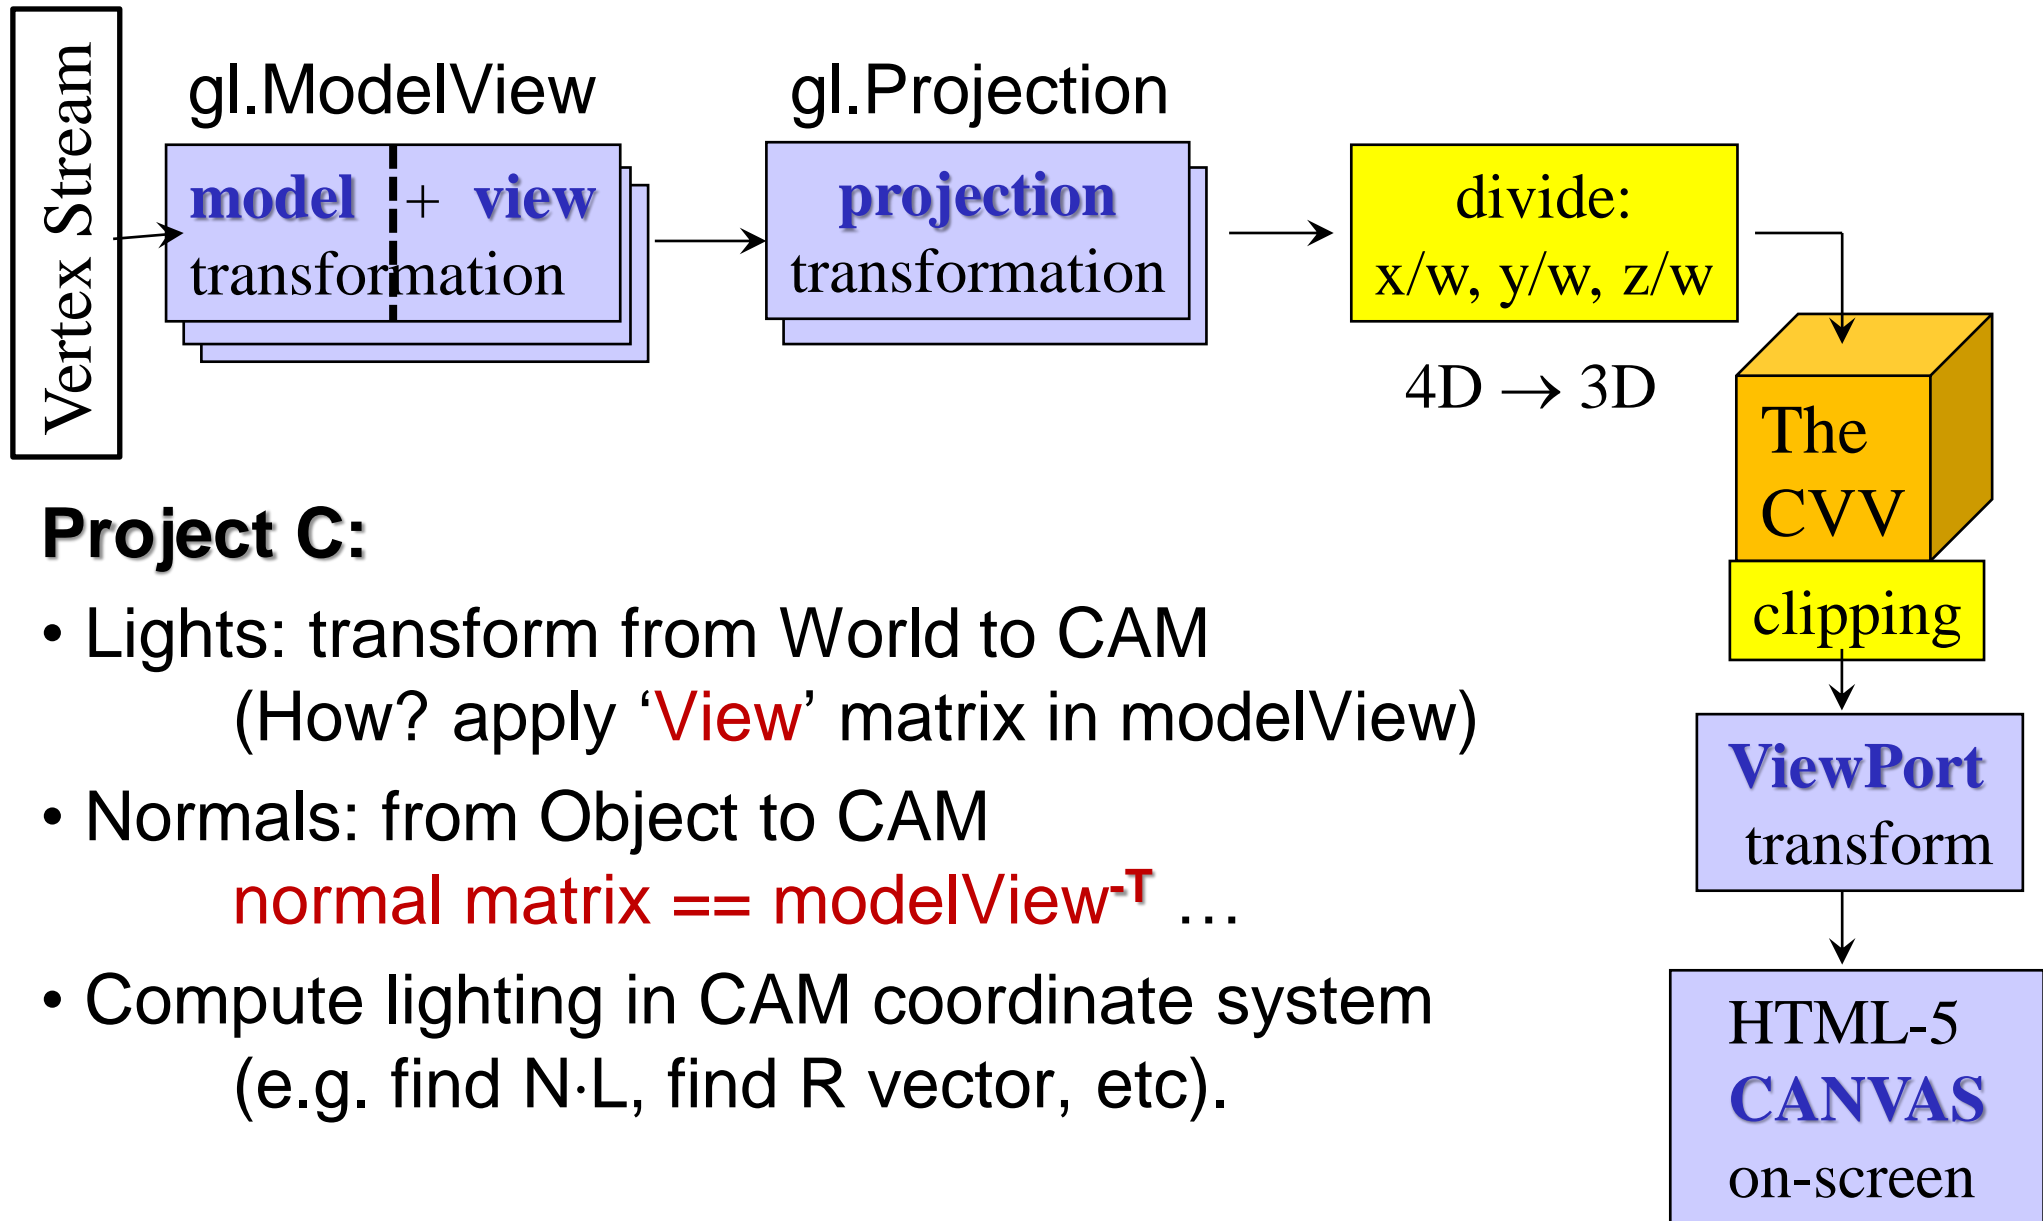 Vertex Stream
gl.ModelView
model + view
transformation
gl.Projection
projection
transformation
divide:
x/w, y/w, z/w
4D → 3D
The
CVV
clipping
ViewPort
transform
HTML-5
CANVAS
on-screen
Project C:
• Lights: transform from World to CAM
(How? apply ‘View’ matrix in modelView)
• Normals: from Object to CAM
normal matrix == modelView-T …
• Compute lighting in CAM coordinate system
(e.g. find N·L, find R vector, etc).